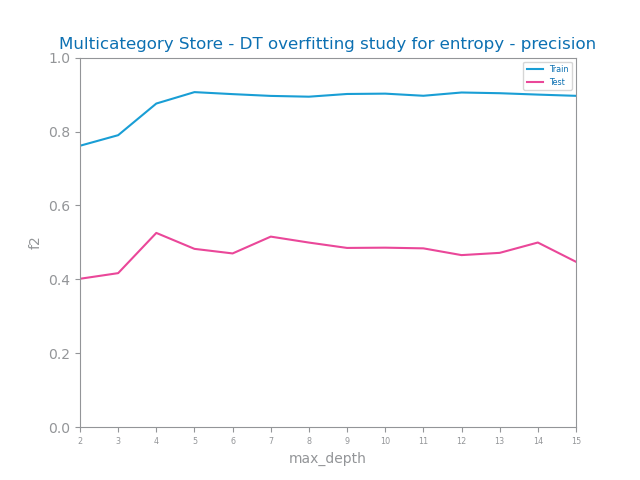 Multicategory Store - DT overfitting study for entropy - precision
1.0
0.8
0.6
0.4
0.2
0.0
f2
Train
Test
2 3 4 5 6 7 8 9 10 11 12 13 14 15
max_depth